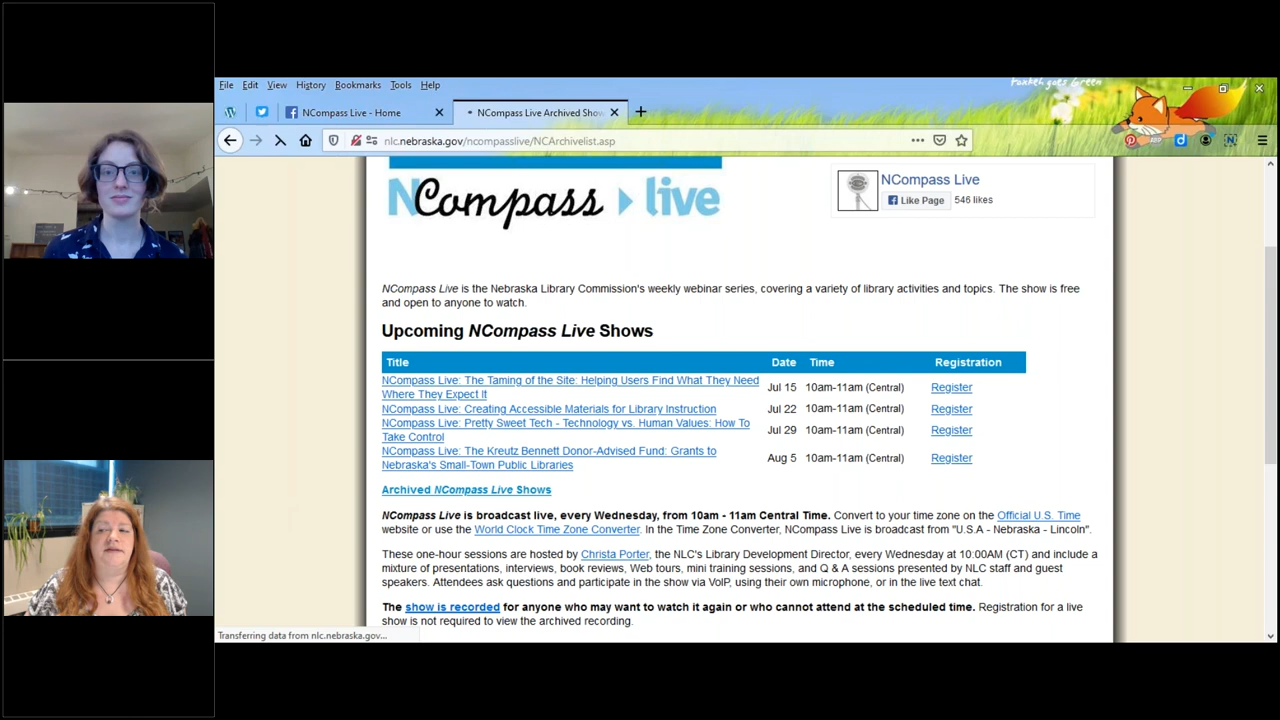 foxkeh goes Green
File Edit View History Bookmarks Tools Help
NCompass Live - Home
NCompass Live Archived Show
nlc.nebraska.gov/ncompasslive/NCArchivelist.asp
NCompass live
NCompass Live
Like Page 546 likes
NCompass Live is the Nebraska Library Commission's weekly webinar series, covering a variety of library activities and topics. The show is free
and open to anyone to watch.
Upcoming NCompass Live Shows
Title Date Time Registration
NCompass Live: The Taming of the Site: Helping Users Find What They Need
Where They Expect It Jul 15 10am-11am (Central) Register
NCompass Live: Creating Accessible Materials for Library Instruction Jul 22 10am-11am (Central) Register
NCompass Live: Pretty Sweet Tech - Technology vs. Human Values: How To
Take Control Jul 29 10am-11am (Central) Register
NCompass Live: The Kreutz Bennett Donor-Advised Fund: Grants to
Nebraska's Small-Town Public Libraries Aug 5 10am-11am (Central) Register
Archived NCompass Live Shows
NCompass Live is broadcast live, every Wednesday, from 10am - 11am Central Time. Convert to your time zone on the Official U.S. Time
website or use the World Clock Time Zone Converter. In the Time Zone Converter, NCompass Live is broadcast from "U.S.A - Nebraska - Lincoln".
These one-hour sessions are hosted by Christa Porter, the NLC's Library Development Director, every Wednesday at 10:00AM (CT) and include a
mixture of presentations, interviews, book reviews, Web tours, mini training sessions, and Q & A sessions presented by NLC staff and guest
speakers. Attendees ask questions and participate in the show via VoIP, using their own microphone, or in the live text chat.
The show is recorded for anyone who may want to watch it again or who cannot attend at the scheduled time. Registration for a live
show is not required to view the archived recording.
Transferring data from nlc.nebraska.gov...